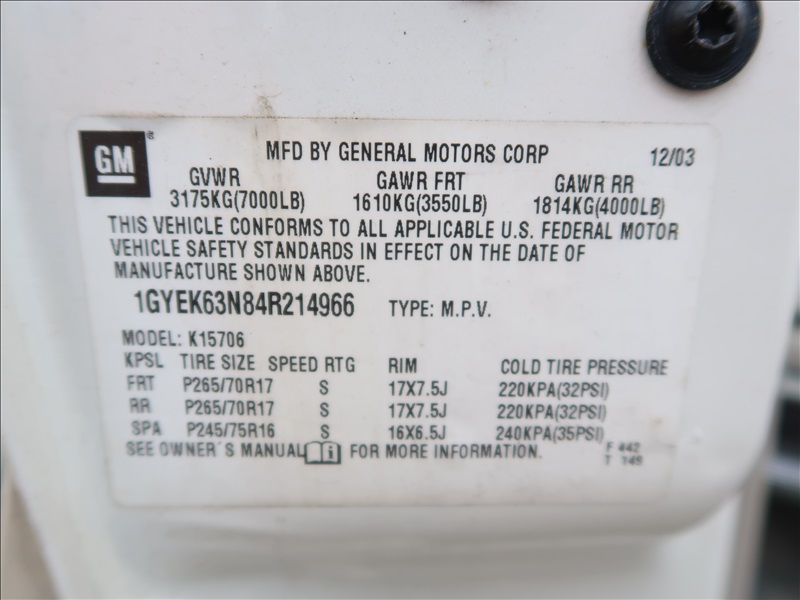 GM ®
MFD BY GENERAL MOTORS CORP 12/03
GVWR GAWR FRT GAWR RR
3175KG(7000LB) 1610KG(3550LB) 1814KG(4000LB)
THIS VEHICLE CONFORMS TO ALL APPLICABLE U.S. FEDERAL MOTOR
VEHICLE SAFETY STANDARDS IN EFFECT ON THE DATE OF
MANUFACTURE SHOWN ABOVE.
1GYEK63N84R214966 TYPE: M.P.V.
MODEL: K15706
KPSL TIRE SIZE SPEED RTG RIM COLD TIRE PRESSURE
FRT P265/70R17 S 17X7.5J 220KPA(32PSI)
RR P265/70R17 S 17X7.5J 220KPA(32PSI)
SPA P245/75R16 S 16X6.5J 240KPA(35PSI)
SEE OWNER'S MANUAL FOR MORE INFORMATION. F 442
T 149